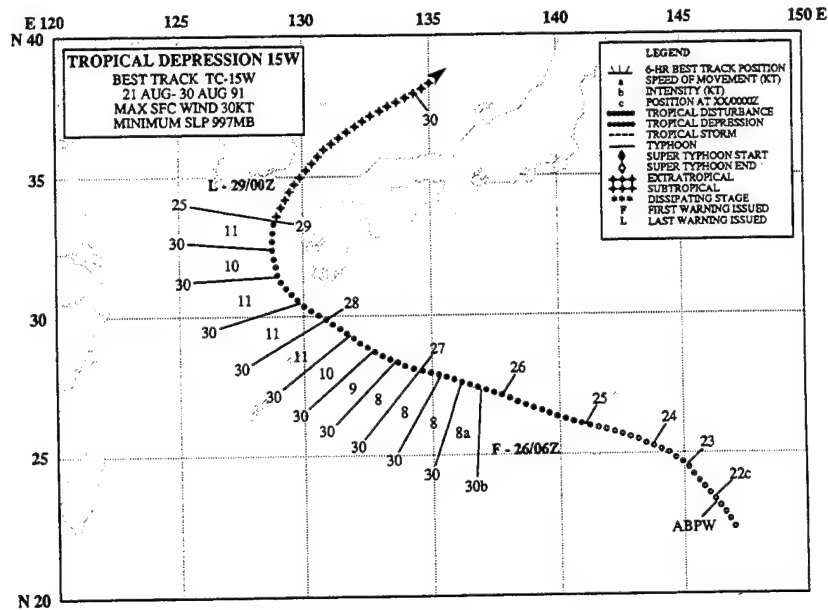 E 120 125 130 135 140 145 150 E
N 40
TROPICAL DEPRESSION 15W
BEST TRACK TC-15W
21 AUG- 30 AUG 91
MAX SFC WIND 30KT
MINIMUM SLP 997MB
LEGEND
6-HR BEST TRACK POSITION
a SPEED OF MOVEMENT (KT)
b INTENSITY (KT)
c POSITION AT XX/0000Z
TROPICAL DISTURBANCE
TROPICAL DEPRESSION
TROPICAL STORM
TYPHOON
SUPER TYPHOON START
SUPER TYPHOON END
EXTRATROPICAL
SUBTROPICAL
DISSIPATING STAGE
F FIRST WARNING ISSUED
L LAST WARNING ISSUED
30
35
L - 29/00Z
25
11
29
30
10
30
11
28
30
30
11
30
11
27
30
10
26
30
9
8
25
30
8
24
30
8
8a
F - 26/06Z
23
25
30
30
30b
22c
ABPW
N 20